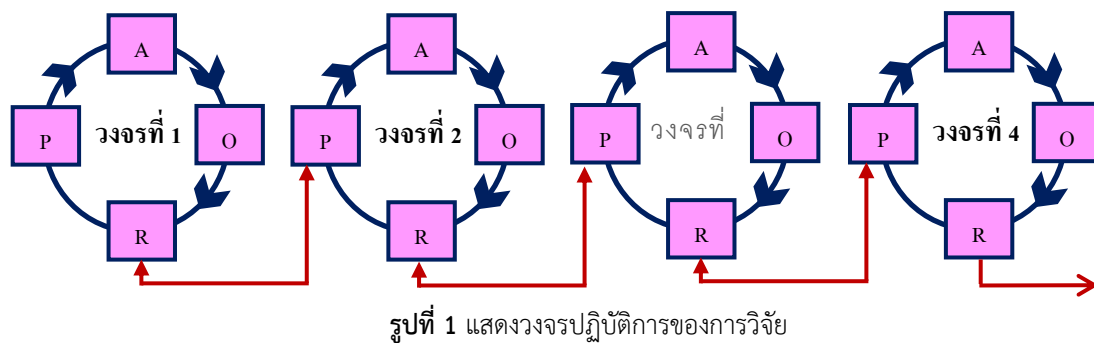 A A A A
P วงจรที่ 1 O P วงจรที่ 2 O P วงจรที่ O P วงจรที่ 4 O
R R R R
รูปที่ 1 แสดงวงจรปฏิบัติการของการวิจัย